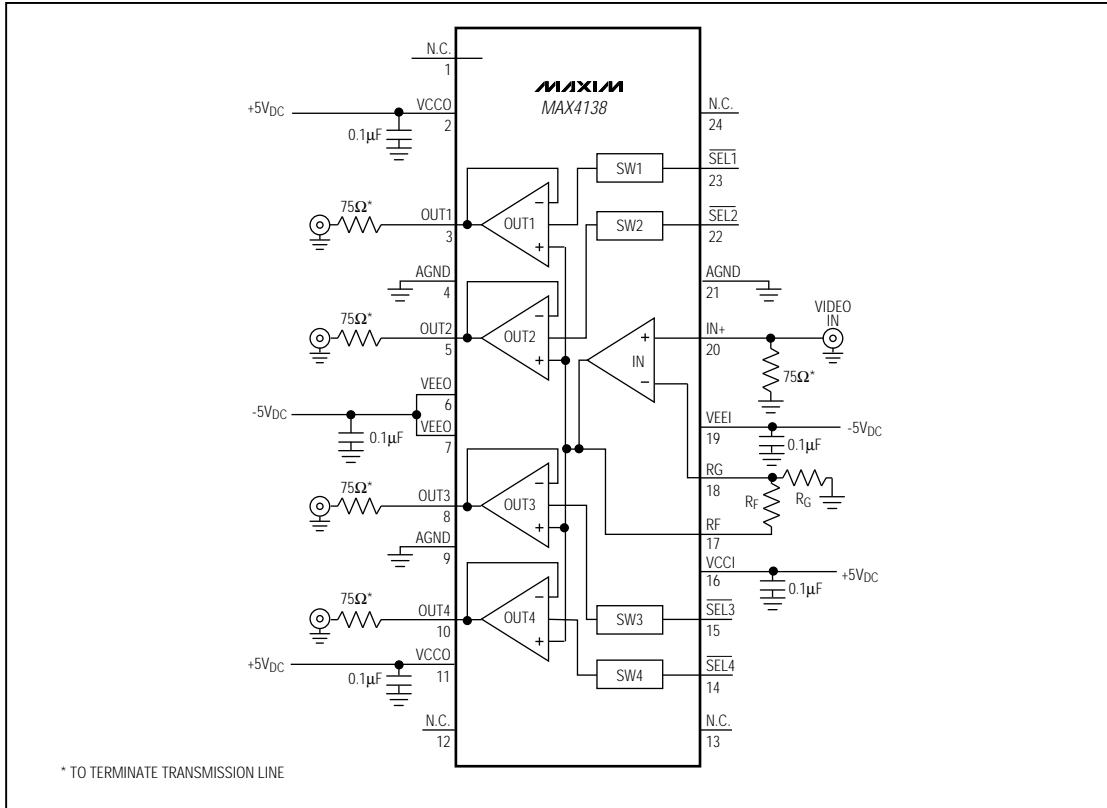 MAXIM
MAX4138
N.C.
1
+5VDC
VCCO
2
0.1µF
75Ω*
OUT1
3
AGND
4
75Ω*
OUT2
5
VEEO
6
-5VDC
VEEO
7
0.1µF
75Ω*
OUT3
8
AGND
9
75Ω*
OUT4
10
+5VDC
VCCO
11
0.1µF
N.C.
12
OUT1
-
+
OUT2
-
+
OUT3
-
+
OUT4
-
+
SW1
SW2
IN
+
-
SW3
SW4
N.C.
24
SEL1
23
SEL2
22
AGND
21
VIDEO
IN
IN+
20
75Ω*
VEEI
19
-5VDC
0.1µF
RG
18
RF
RG
RF
17
VCCI
16
+5VDC
0.1µF
SEL3
15
SEL4
14
N.C.
13
* TO TERMINATE TRANSMISSION LINE